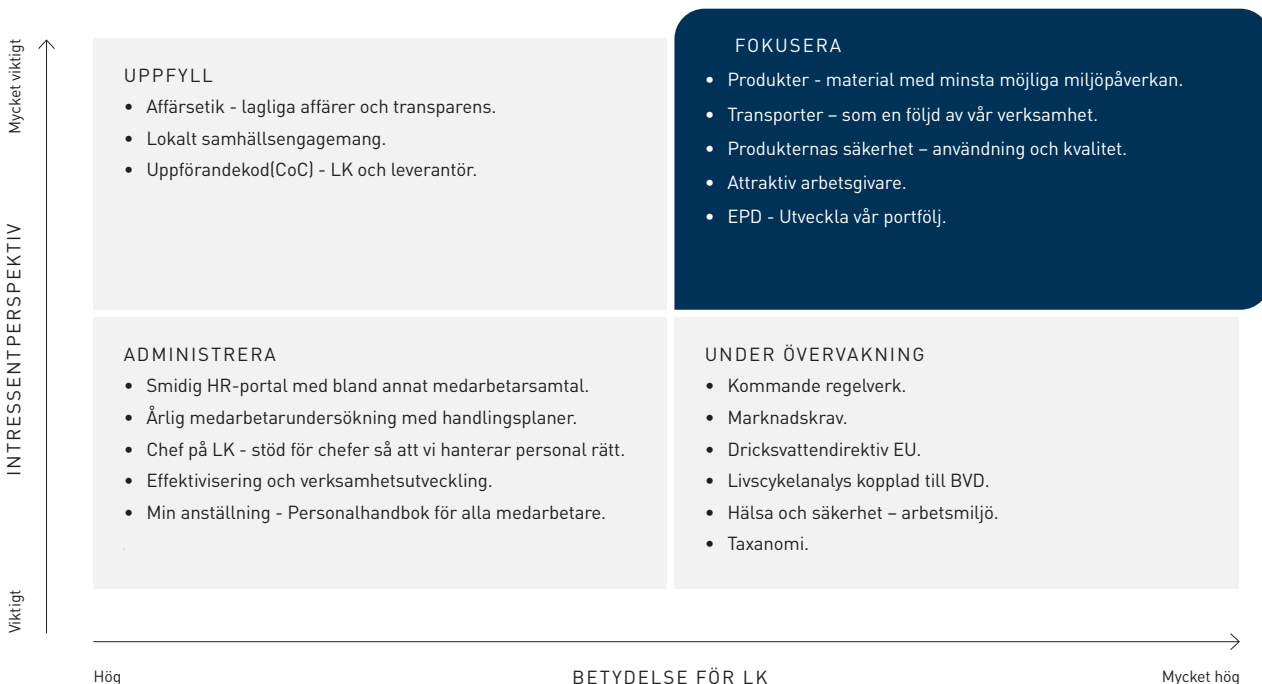 Mycket viktigt
INTRESSENTPERSPEKTIV
Viktigt
UPPFYLL
• Affärsetik - lagliga affärer och transparens.
• Lokalt samhällsengagemang.
• Uppförandekod(CoC) - LK och leverantör.
FOKUSERA
• Produkter - material med minsta möjliga miljöpåverkan.
• Transporter – som en följd av vår verksamhet.
• Produkternas säkerhet – användning och kvalitet.
• Attraktiv arbetsgivare.
• EPD - Utveckla vår portfölj.
ADMINISTRERA
• Smidig HR-portal med bland annat medarbetarsamtal.
• Årlig medarbetarundersökning med handlingsplaner.
• Chef på LK - stöd för chefer så att vi hanterar personal rätt.
• Effektivisering och verksamhetsutveckling.
• Min anställning - Personalhandbok för alla medarbetare.
UNDER ÖVERVAKNING
• Kommande regelverk.
• Marknadskrav.
• Dricksvattendirektiv EU.
• Livscykelanalys kopplad till BVD.
• Hälsa och säkerhet – arbetsmiljö.
• Taxanomi.
Hög
BETYDELSE FÖR LK
Mycket hög